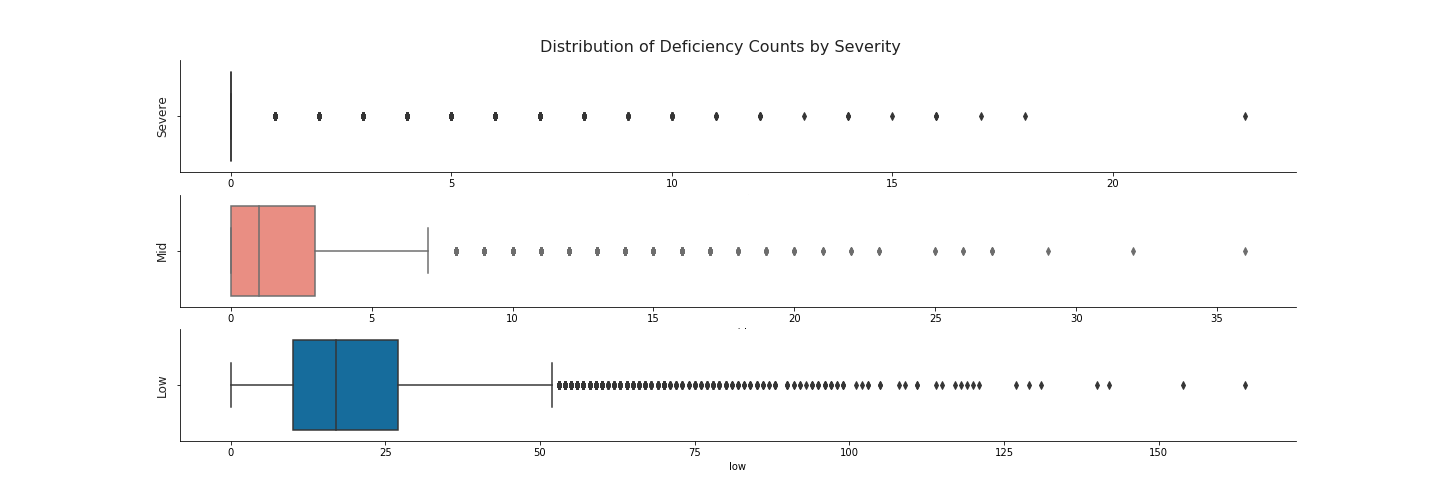 Distribution of Deficiency Counts by Severity
Severe
0 5 10 15 20
Mid
0 5 10 15 20 25 30 35
Low
0 25 50 75 100 125 150
low